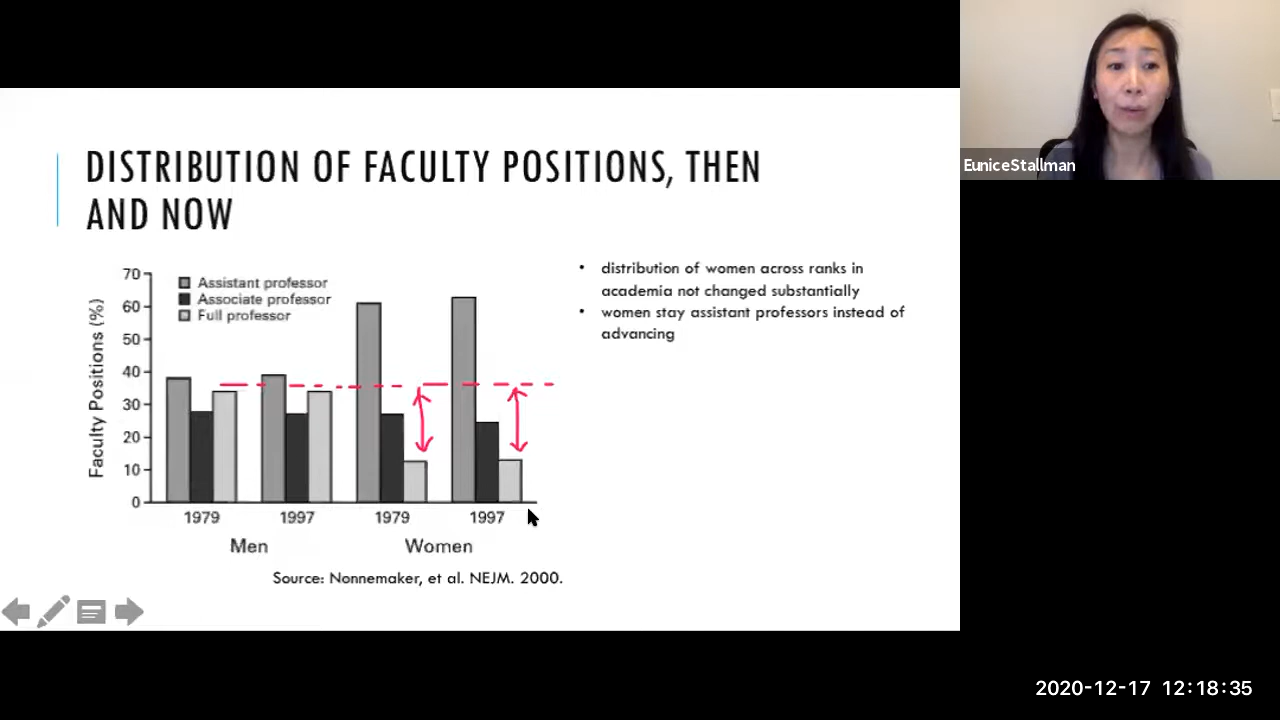 DISTRIBUTION OF FACULTY POSITIONS, THEN
AND NOW
EuniceStallman
Faculty Positions (%)
70
60
50
40
30
20
10
0
Assistant professor
Associate professor
Full professor
1979
1997
1979
1997
Men
Women
• distribution of women across ranks in
academia not changed substantially
• women stay assistant professors instead of
advancing
Source: Nonnemaker, et al. NEJM. 2000.
2020-12-17 12:18:35